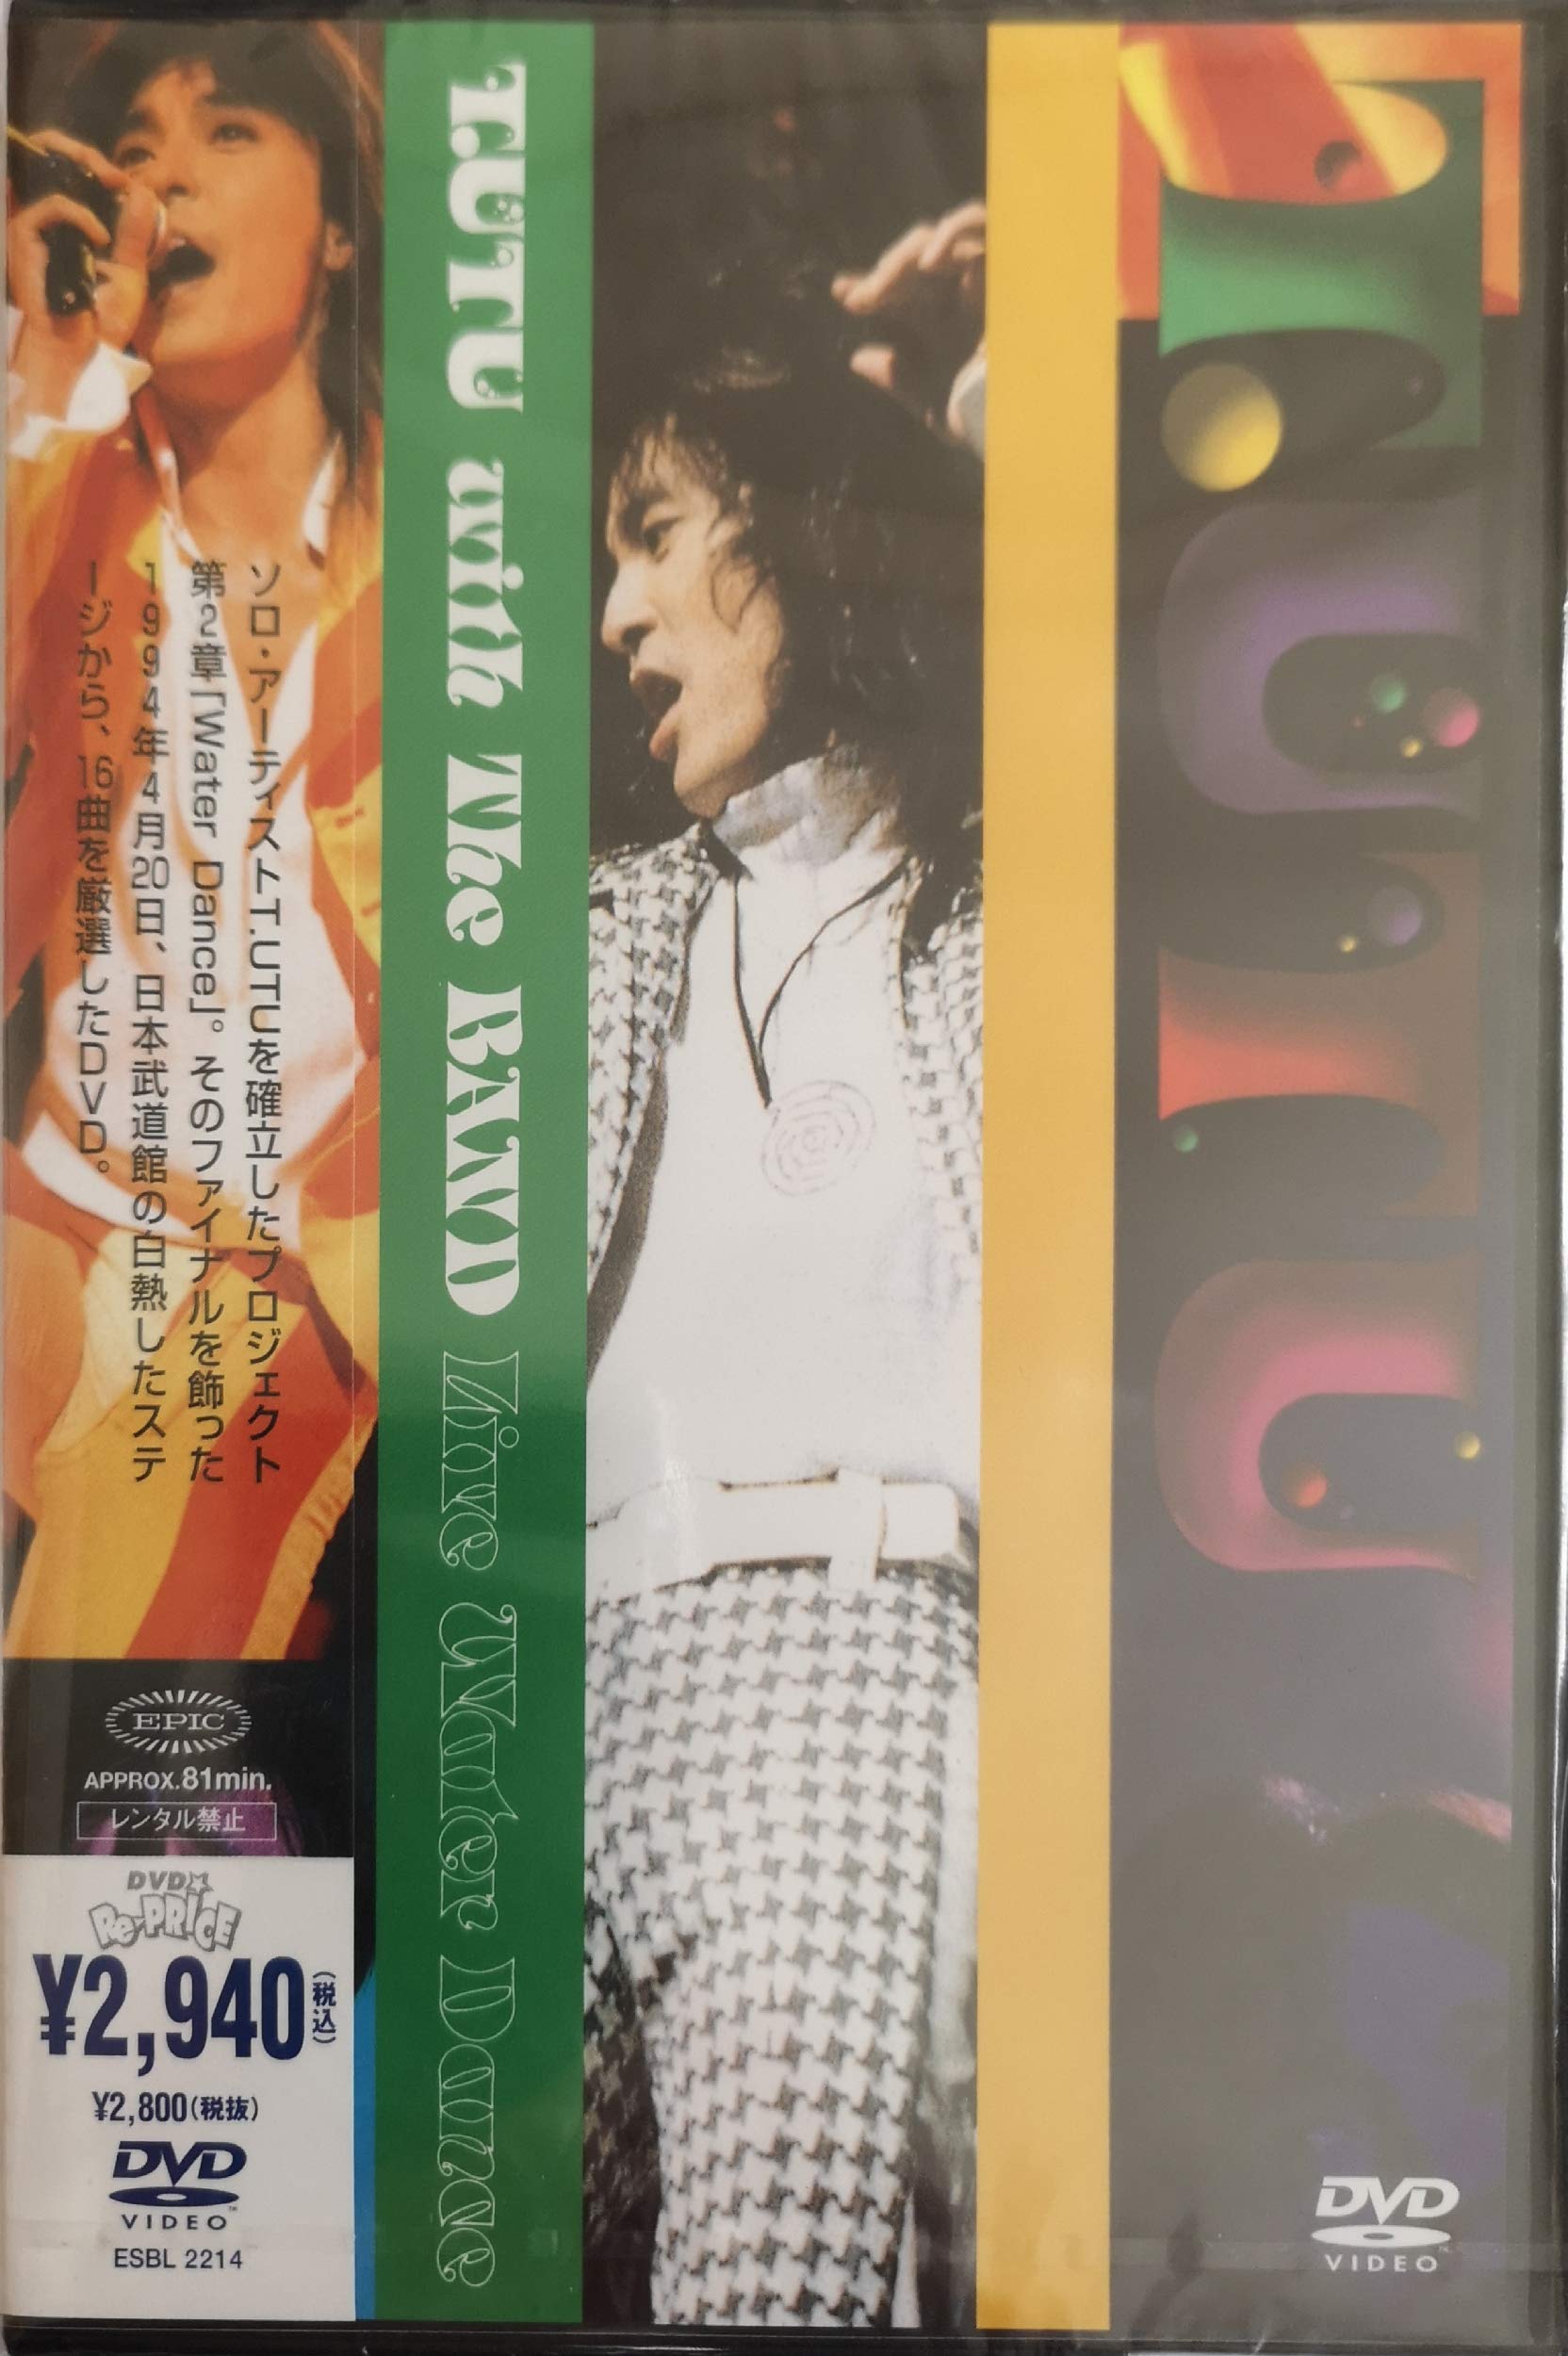 ソロ・アーティストT.UTUを確立したプロジェクト
第2章「Water Dance」。そのファイナルを飾った
1994年4月20日、日本武道館の白熱したステ
ージから、16曲を厳選したDVD。
EPIC
APPROX.81min.
レンタル禁止
DVD
Re-PRICE
¥2,940(税込)
¥2,800(税抜)
DVD
VIDEO
ESBL 2214
T.UTU with The BAND Live Water Dance
T.UTU
DVD
VIDEO